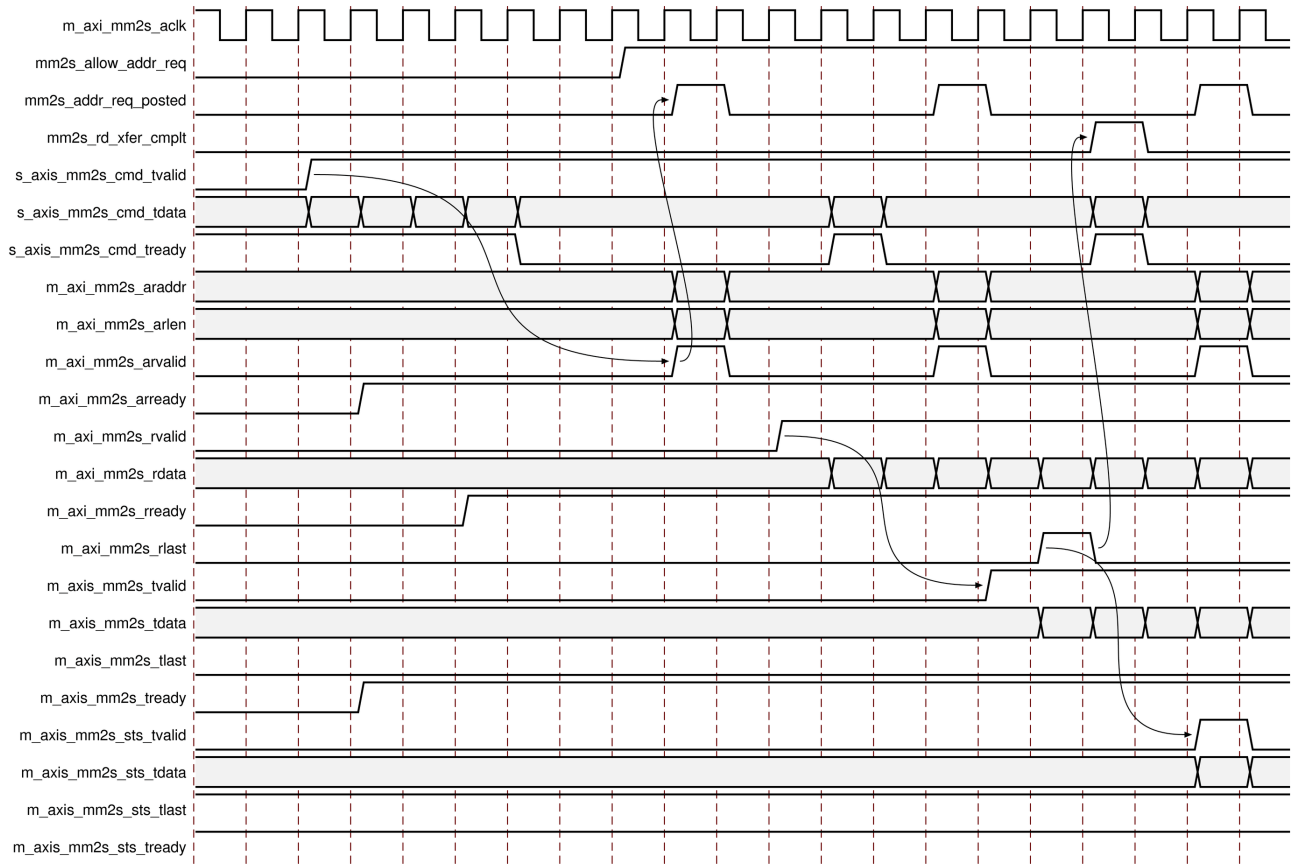 m_axi_mm2s_aclk
mm2s_allow_addr_req
mm2s_addr_req_posted
mm2s_rd_xfer_cmplt
s_axis_mm2s_cmd_tvalid
s_axis_mm2s_cmd_tdata
s_axis_mm2s_cmd_tready
m_axi_mm2s_araddr
m_axi_mm2s_arlen
m_axi_mm2s_arvalid
m_axi_mm2s_arready
m_axi_mm2s_rvalid
m_axi_mm2s_rdata
m_axi_mm2s_rready
m_axi_mm2s_rlast
m_axis_mm2s_tvalid
m_axis_mm2s_tdata
m_axis_mm2s_tlast
m_axis_mm2s_tready
m_axis_mm2s_sts_tvalid
m_axis_mm2s_sts_tdata
m_axis_mm2s_sts_tlast
m_axis_mm2s_sts_tready